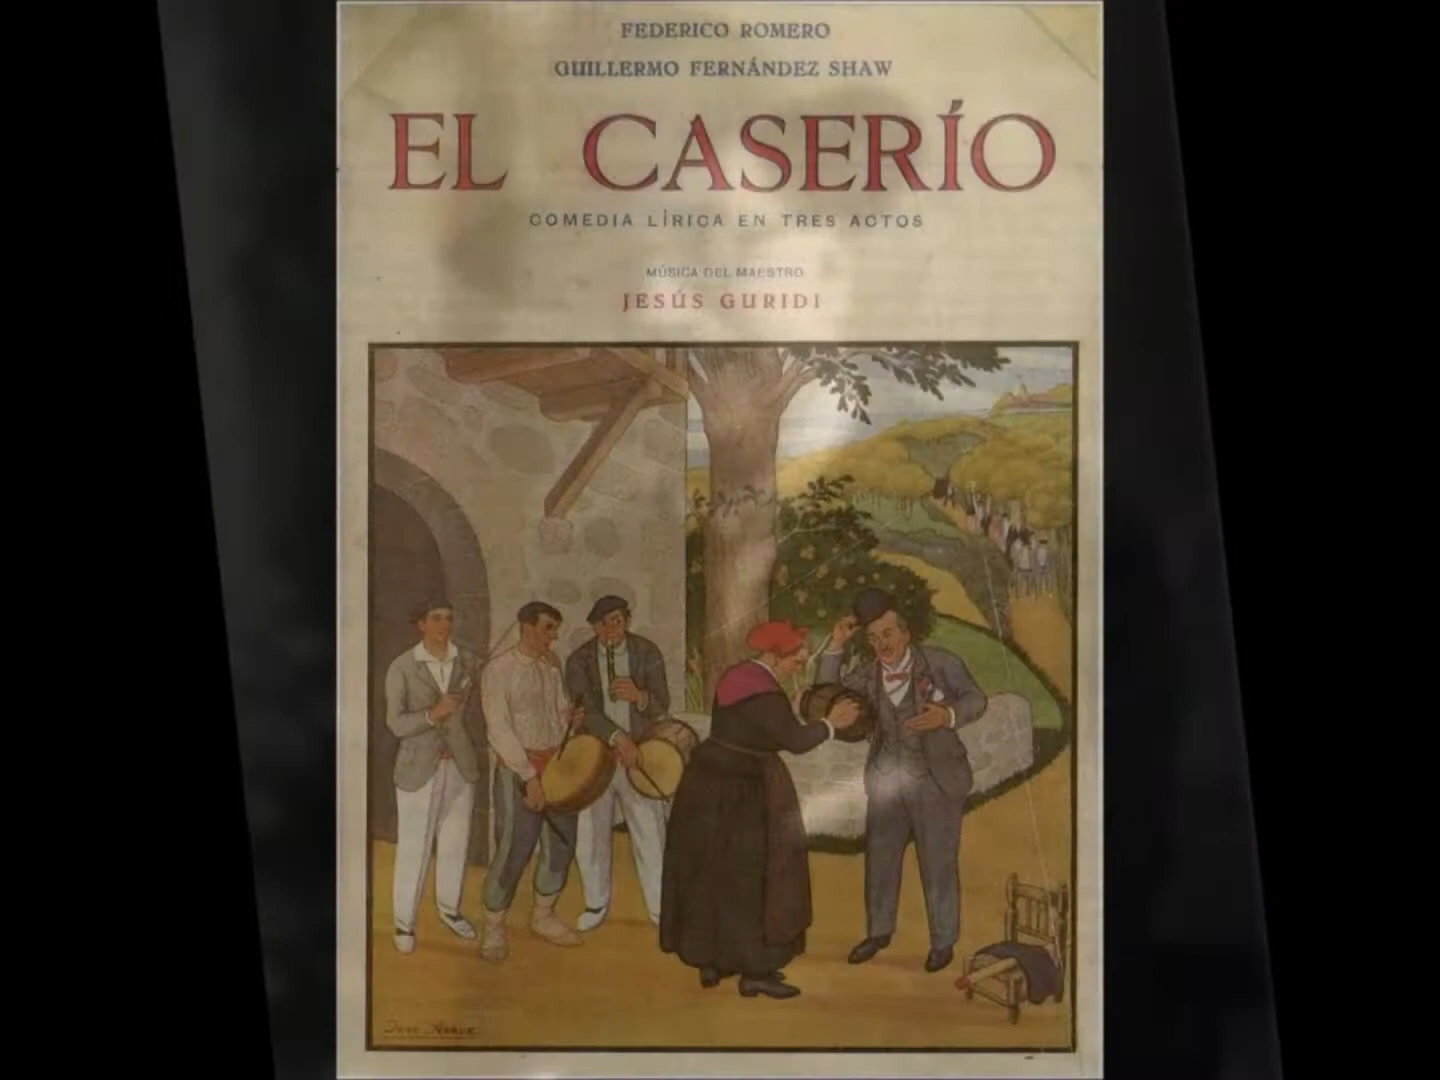 FEDERICO ROMERO
GUILLERMO FERNÁNDEZ SHAW
EL CASERÍO
COMEDIA LÍRICA EN TRES ACTOS
MÚSICA DEL MAESTRO
JESÚS GURIDI